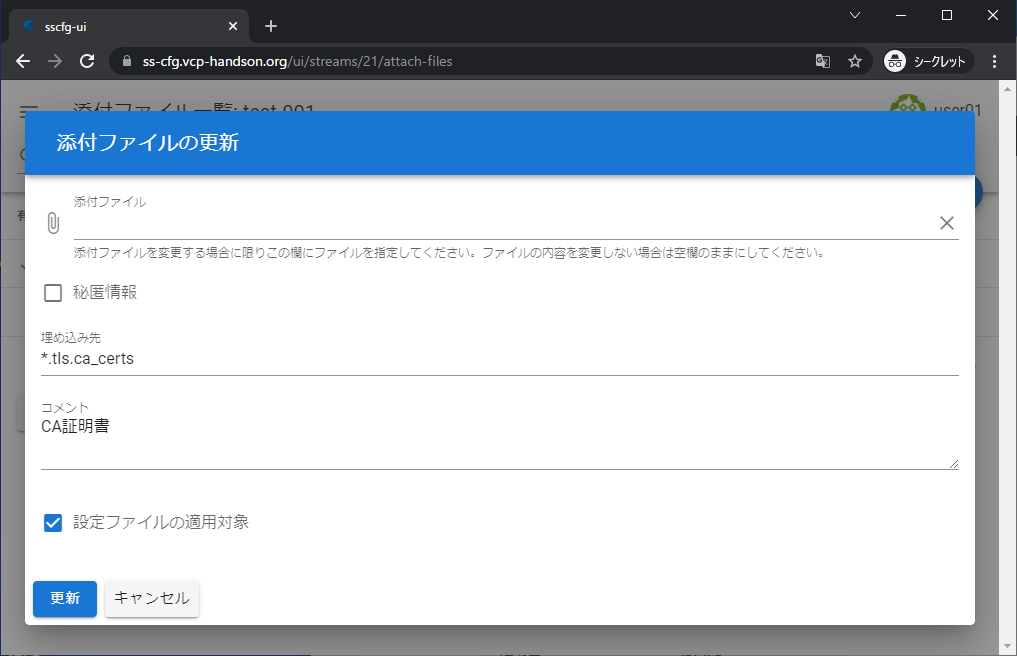 sscfg-ui
ss-cfg.vcp-handson.org/ui/streams/21/attach-files
シークレット
添付ファイル一覧: test 001
user01
添付ファイルの更新
添付ファイル
添付ファイルを変更する場合に限りこの欄にファイルを指定してください。ファイルの内容を変更しない場合は空欄のままにしてください。
秘匿情報
埋め込み先
*.tls.ca_certs
コメント
CA証明書
設定ファイルの適用対象
更新
キャンセル